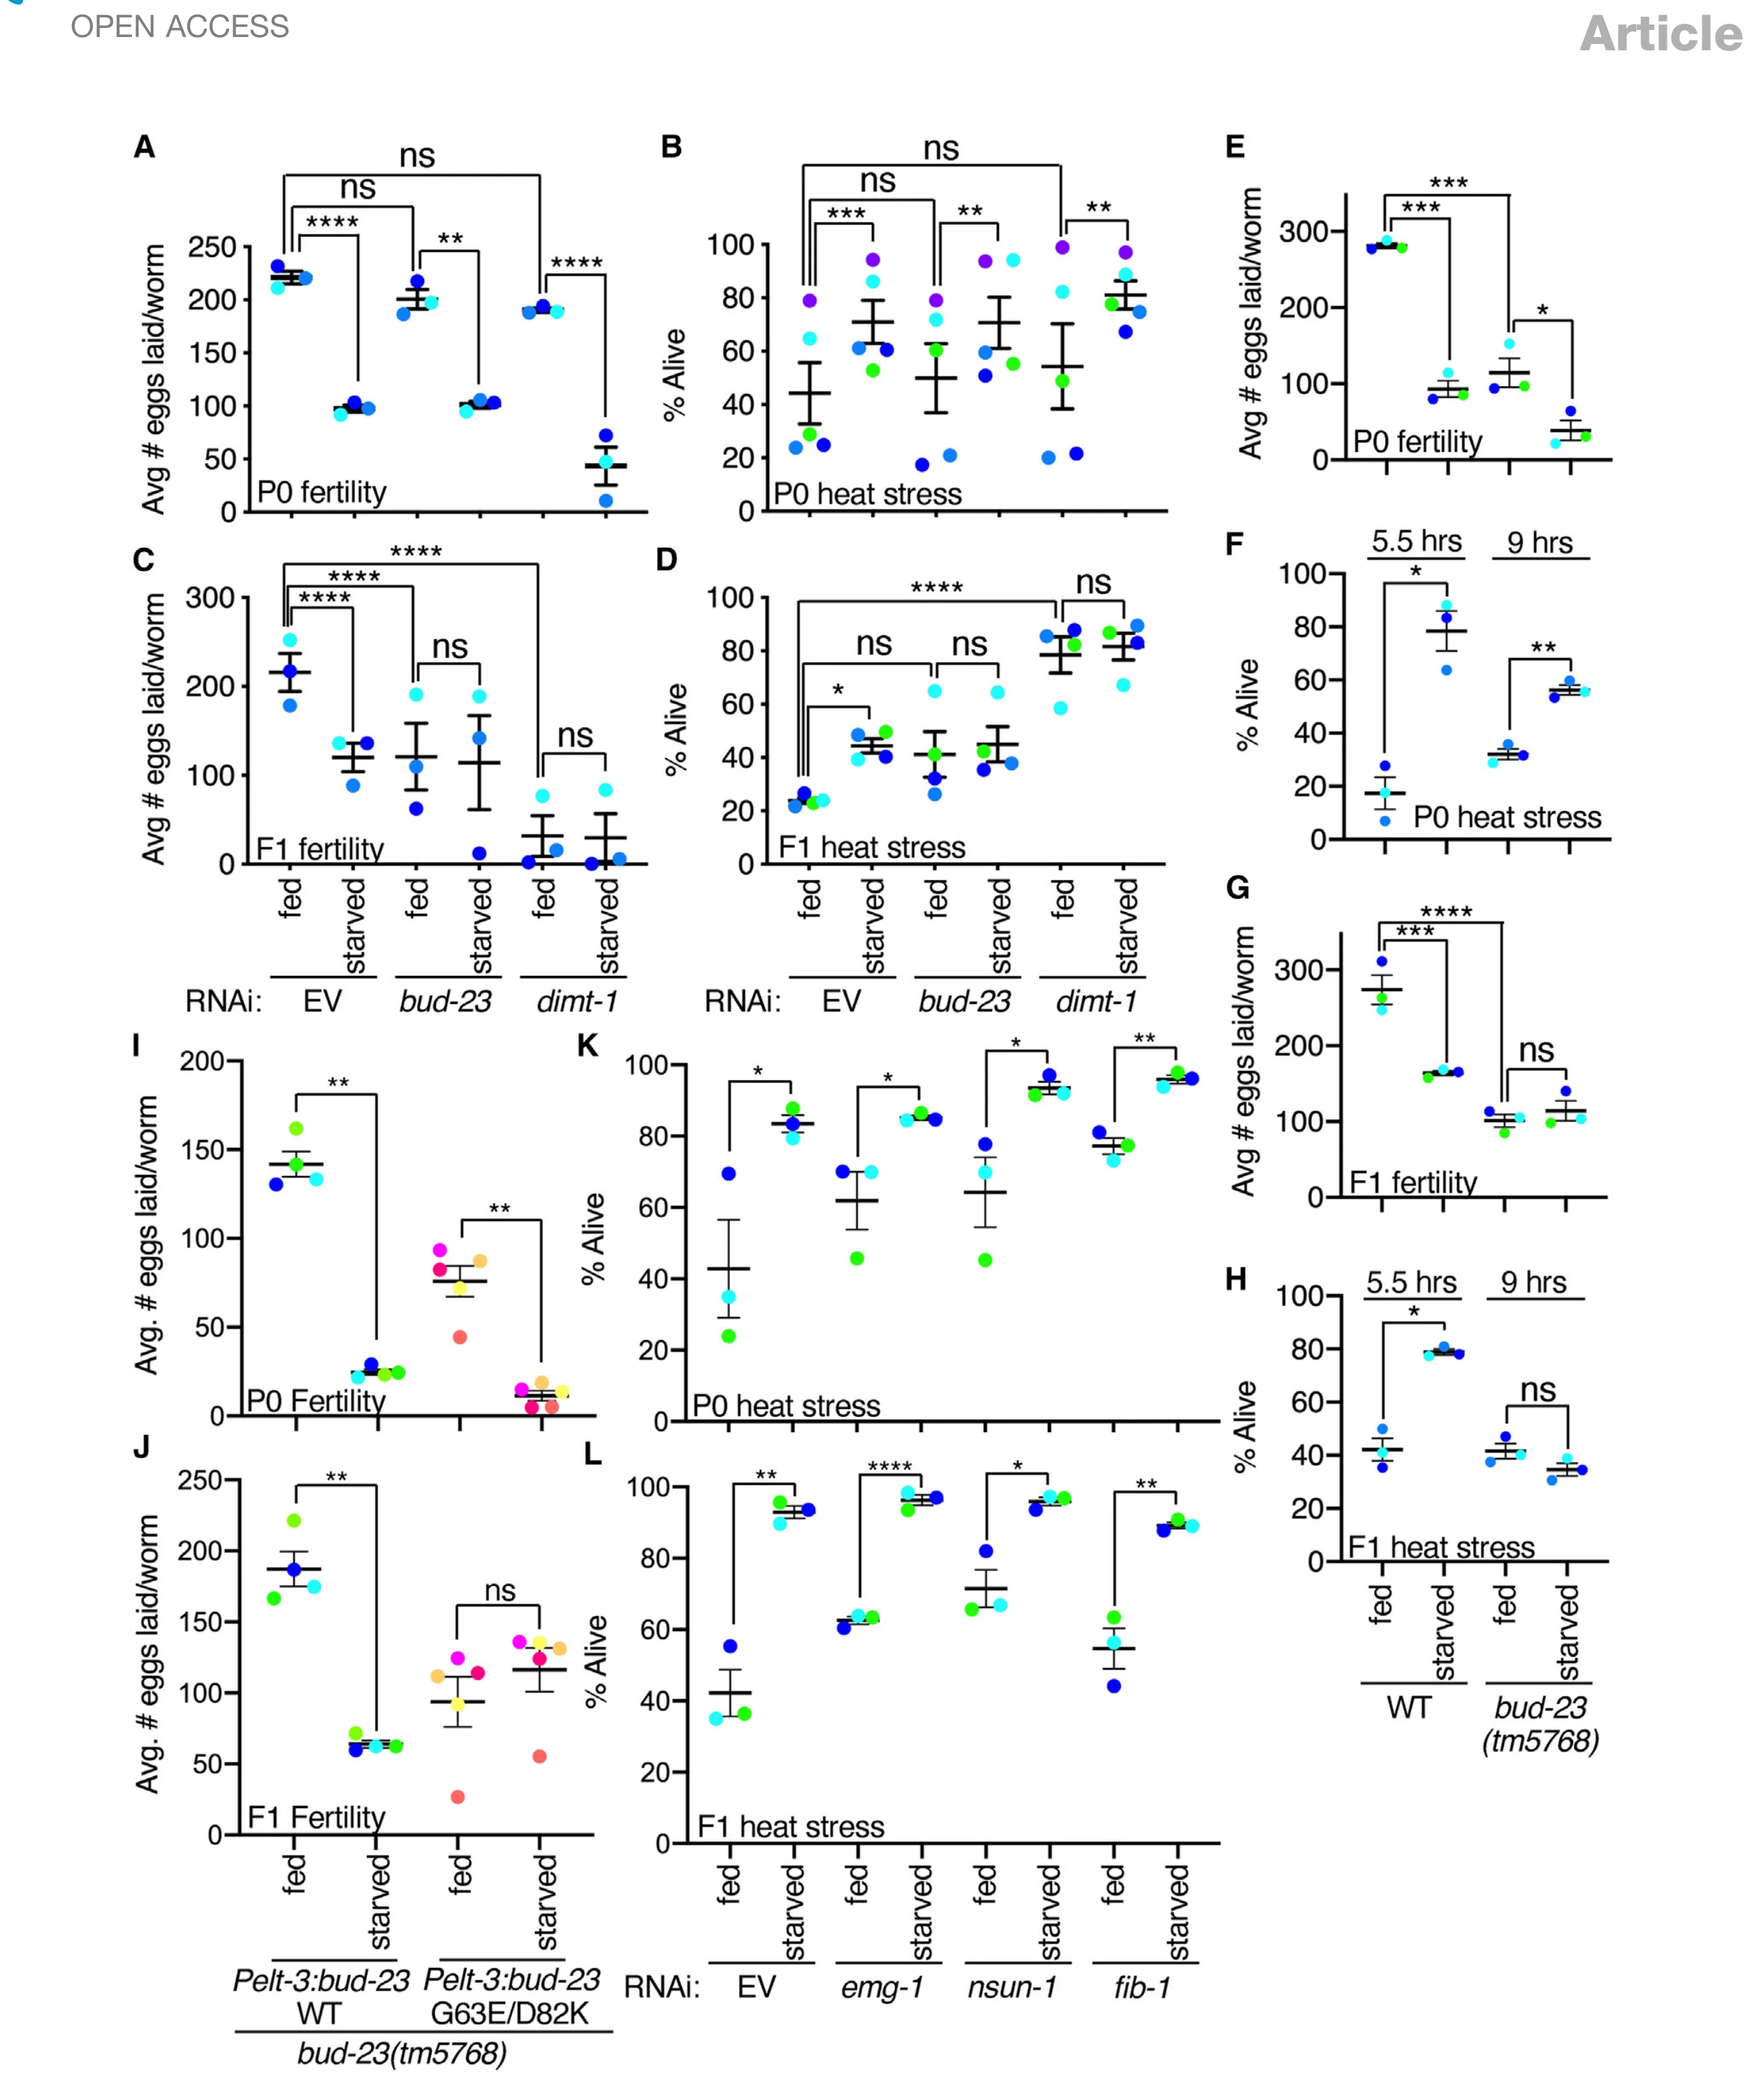 OPEN ACCESS
Article
A
ns
ns
****
**
****
250
200
150
100
50
0
Avg # eggs laid/worm
P0 fertility
B
ns
ns
***
**
**
100
80
60
40
20
0
% Alive
P0 heat stress
E
***
***
*
300
200
100
0
Avg # eggs laid/worm
P0 fertility
C
****
****
****
ns
ns
300
200
100
0
Avg # eggs laid/worm
F1 fertility
fed
starved
fed
starved
fed
starved
RNAi:
EV
bud-23
dimt-1
D
****
ns
ns
ns
*
100
80
60
40
20
0
% Alive
F1 heat stress
fed
starved
fed
starved
fed
starved
RNAi:
EV
bud-23
dimt-1
F
5.5 hrs
9 hrs
*
**
100
80
60
40
20
0
% Alive
P0 heat stress
G
****
***
ns
300
200
100
0
Avg # eggs laid/worm
F1 fertility
H
5.5 hrs
9 hrs
*
ns
100
80
60
40
20
0
% Alive
F1 heat stress
fed
starved
fed
starved
WT
bud-23
(tm5768)
I
**
**
200
150
100
50
0
Avg. # eggs laid/worm
P0 Fertility
K
*
*
*
**
100
80
60
40
20
0
% Alive
P0 heat stress
J
**
ns
250
200
150
100
50
0
Avg. # eggs laid/worm
F1 Fertility
fed
starved
fed
starved
Pelt-3:bud-23
WT
Pelt-3:bud-23
G63E/D82K
bud-23(tm5768)
L
**
****
*
**
100
80
60
40
20
0
% Alive
F1 heat stress
fed
starved
fed
starved
fed
starved
fed
starved
RNAi:
EV
emg-1
nsun-1
fib-1